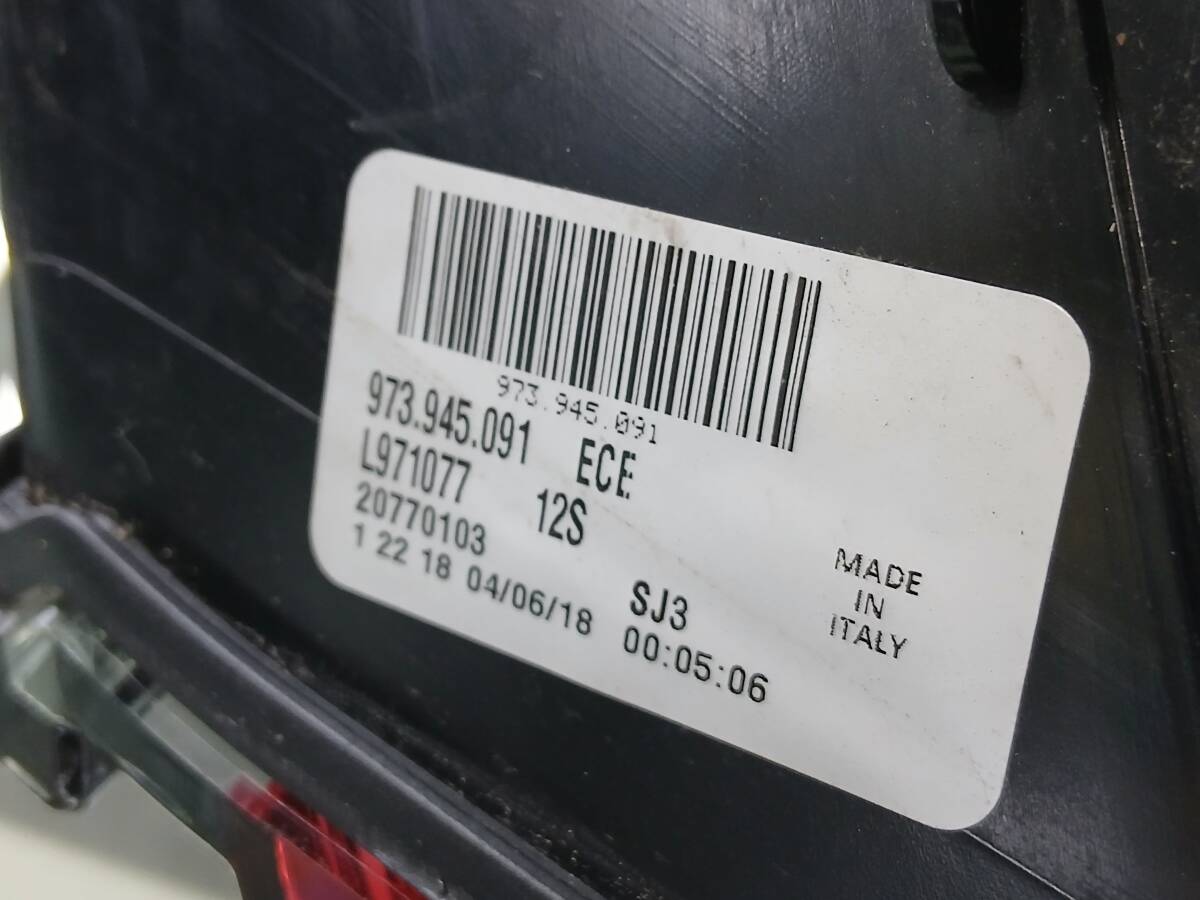 973.945.091
973.945.091 ECE
L971077 12S
20770103 SJ3
1 22 18 04/06/18 00:05:06
MADE
IN
ITALY